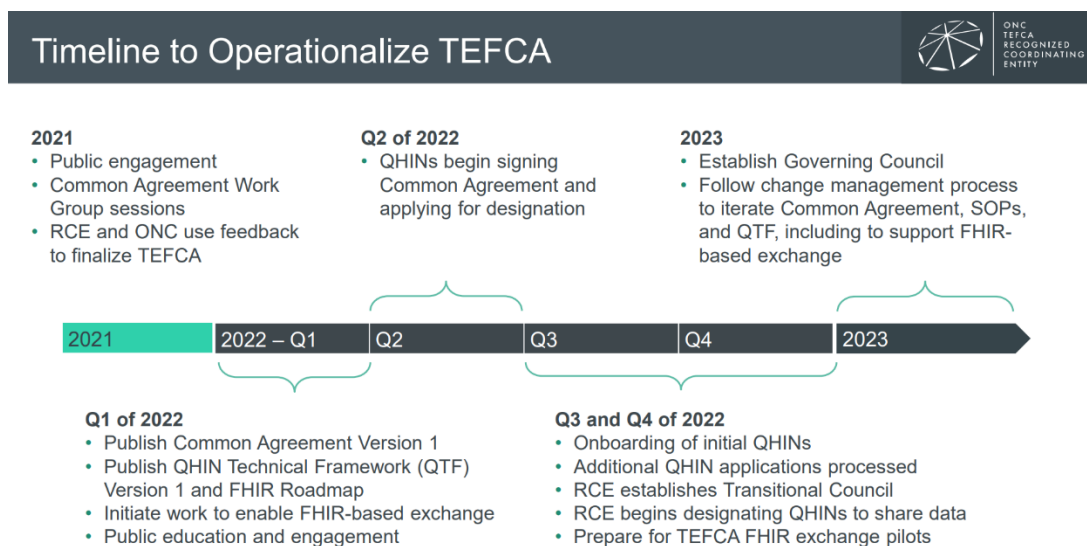 Timeline to Operationalize TEFCA
ONC
TEFCA
RECOGNIZED
COORDINATING
ENTITY
2021
• Public engagement
• Common Agreement Work
Group sessions
• RCE and ONC use feedback
to finalize TEFCA
Q2 of 2022
• QHINs begin signing
Common Agreement and
applying for designation
2023
• Establish Governing Council
• Follow change management process
to iterate Common Agreement, SOPs,
and QTF, including to support FHIR-
based exchange
2021
2022 – Q1
Q2
Q3
Q4
2023
Q1 of 2022
• Publish Common Agreement Version 1
• Publish QHIN Technical Framework (QTF)
Version 1 and FHIR Roadmap
• Initiate work to enable FHIR-based exchange
• Public education and engagement
Q3 and Q4 of 2022
• Onboarding of initial QHINs
• Additional QHIN applications processed
• RCE establishes Transitional Council
• RCE begins designating QHINs to share data
• Prepare for TEFCA FHIR exchange pilots